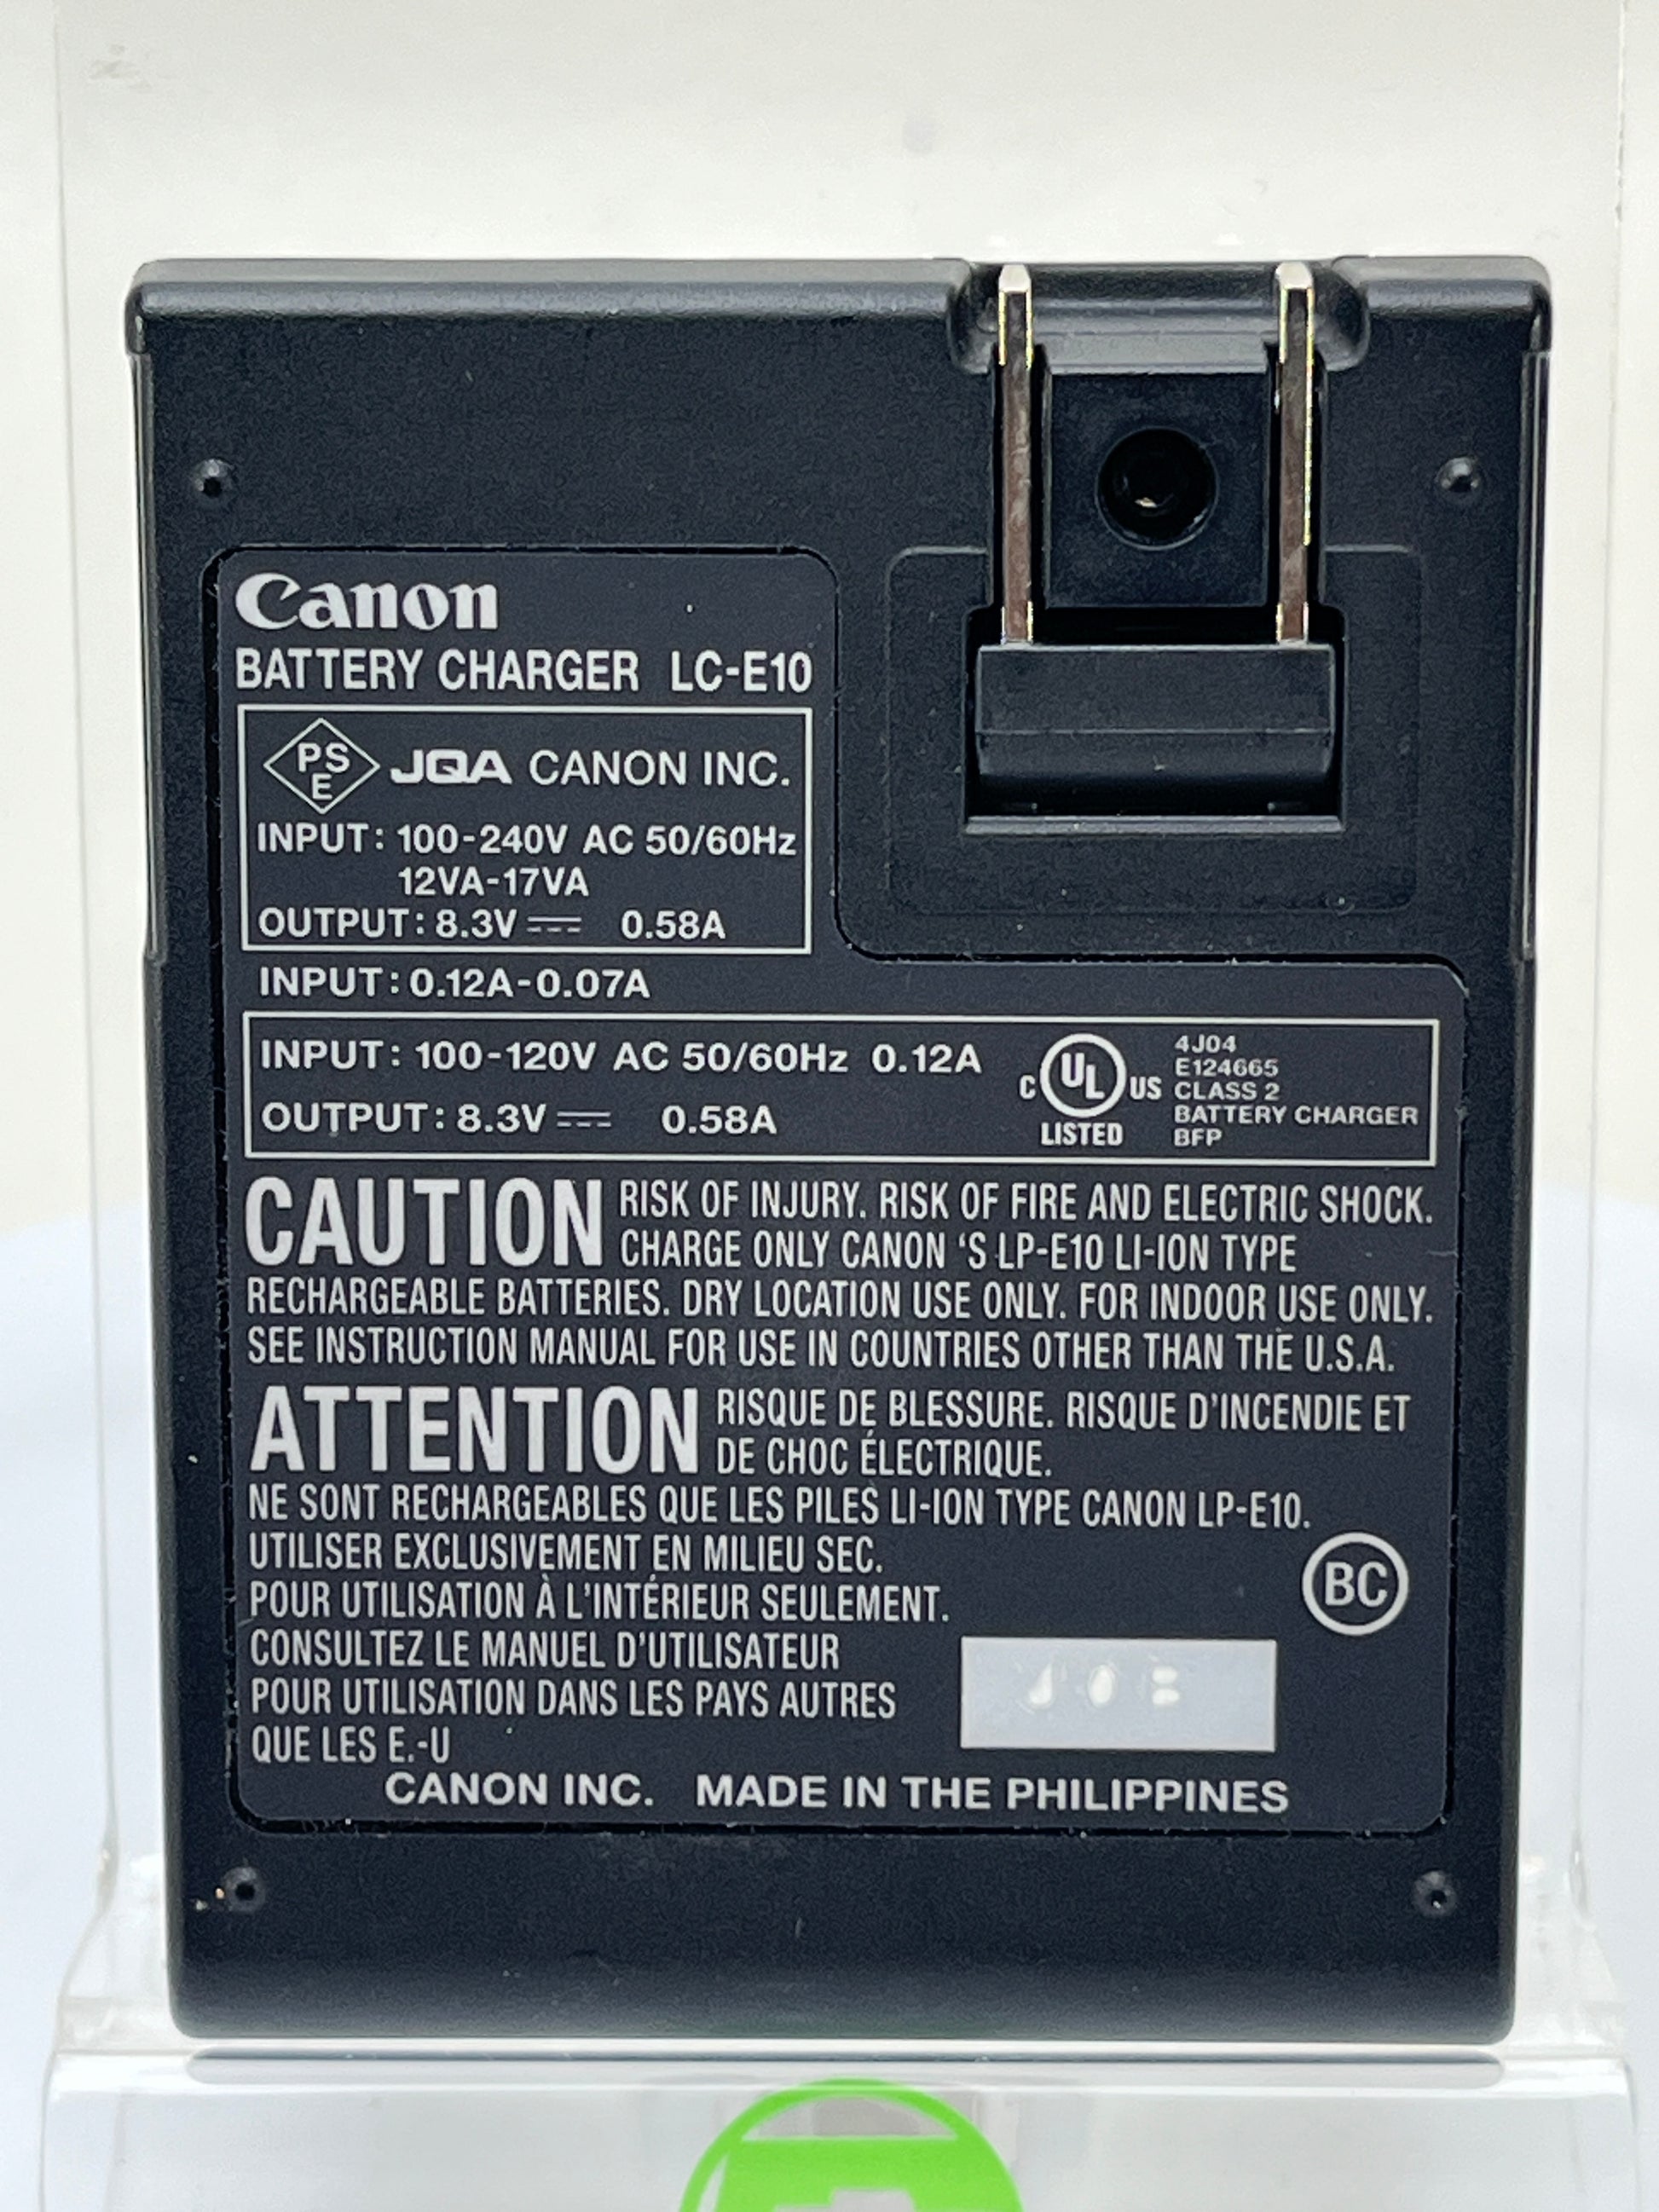 Canon
BATTERY CHARGER LC-E10
PSE JQA CANON INC.
INPUT: 100-240V AC 50/60Hz
12VA-17VA
OUTPUT: 8.3V 0.58A
INPUT: 0.12A-0.07A
INPUT: 100-120V AC 50/60Hz 0.12A
OUTPUT: 8.3V 0.58A
C UL US
LISTED
4J04
E124665
CLASS 2
BATTERY CHARGER
BFP
CAUTION RISK OF INJURY. RISK OF FIRE AND ELECTRIC SHOCK.
CHARGE ONLY CANON 'S LP-E10 LI-ION TYPE
RECHARGEABLE BATTERIES. DRY LOCATION USE ONLY. FOR INDOOR USE ONLY.
SEE INSTRUCTION MANUAL FOR USE IN COUNTRIES OTHER THAN THE U.S.A.
ATTENTION RISQUE DE BLESSURE. RISQUE D'INCENDIE ET
DE CHOC ÉLECTRIQUE.
NE SONT RECHARGEABLES QUE LES PILES LI-ION TYPE CANON LP-E10.
UTILISER EXCLUSIVEMENT EN MILIEU SEC.
POUR UTILISATION À L'INTÉRIEUR SEULEMENT.
CONSULTEZ LE MANUEL D'UTILISATEUR
POUR UTILISATION DANS LES PAYS AUTRES
QUE LES E.-U
BC
CANON INC. MADE IN THE PHILIPPINES